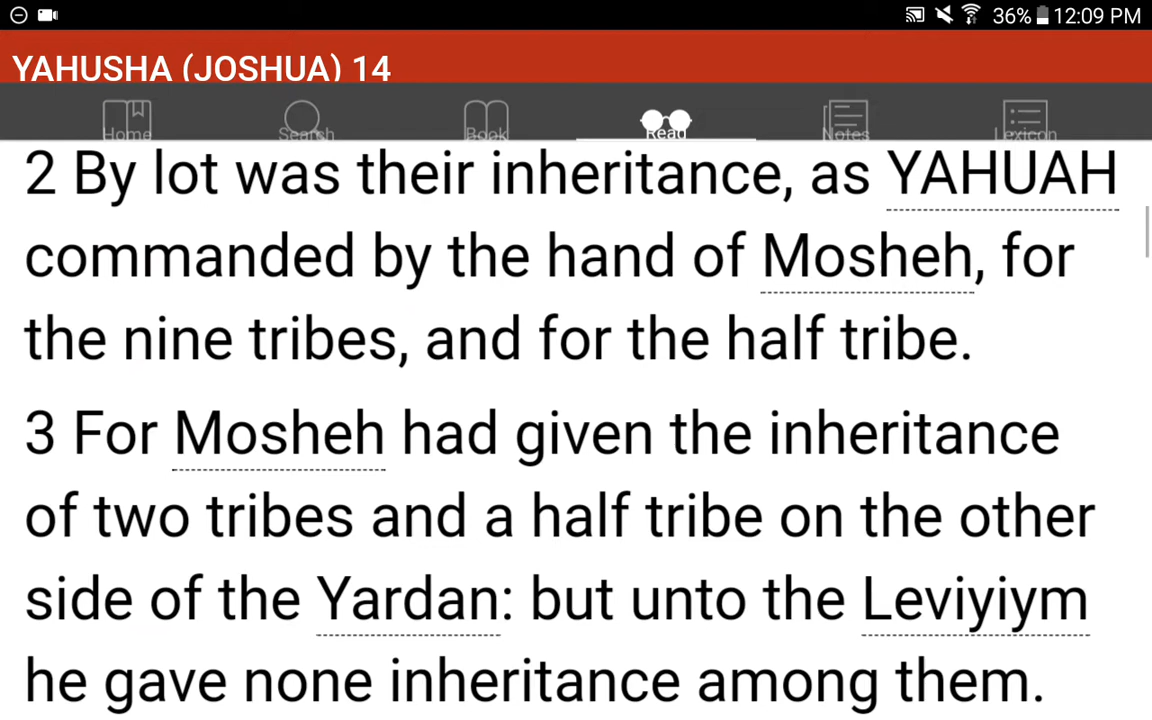 36% 12:09 PM
YAHUSHA (JOSHUA) 14
Home Search Book Read Notes Lexicon
2 By lot was their inheritance, as YAHUAH
commanded by the hand of Mosheh, for
the nine tribes, and for the half tribe.
3 For Mosheh had given the inheritance
of two tribes and a half tribe on the other
side of the Yardan: but unto the Leviyiym
he gave none inheritance among them.